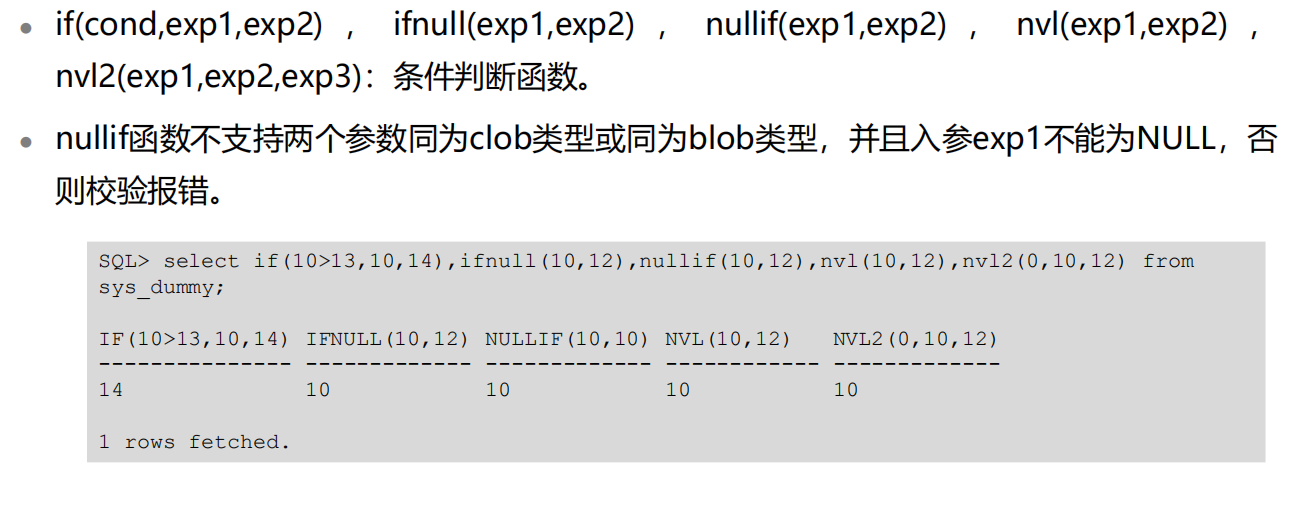 • if(cond,exp1,exp2) ， ifnull(exp1,exp2) ， nullif(exp1,exp2) ， nvl(exp1,exp2) ，
nvl2(exp1,exp2,exp3)：条件判断函数。
• nullif函数不支持两个参数同为clob类型或同为blob类型，并且入参exp1不能为NULL，否
则校验报错。
SQL> select if(10>13,10,14),ifnull(10,12),nullif(10,12),nvl(10,12),nvl2(0,10,12) from
sys_dummy;
IF(10>13,10,14) IFNULL(10,12) NULLIF(10,10) NVL(10,12) NVL2(0,10,12)
--------------- ------------- ------------- ------------ -------------
14 10 10 10 10
1 rows fetched.